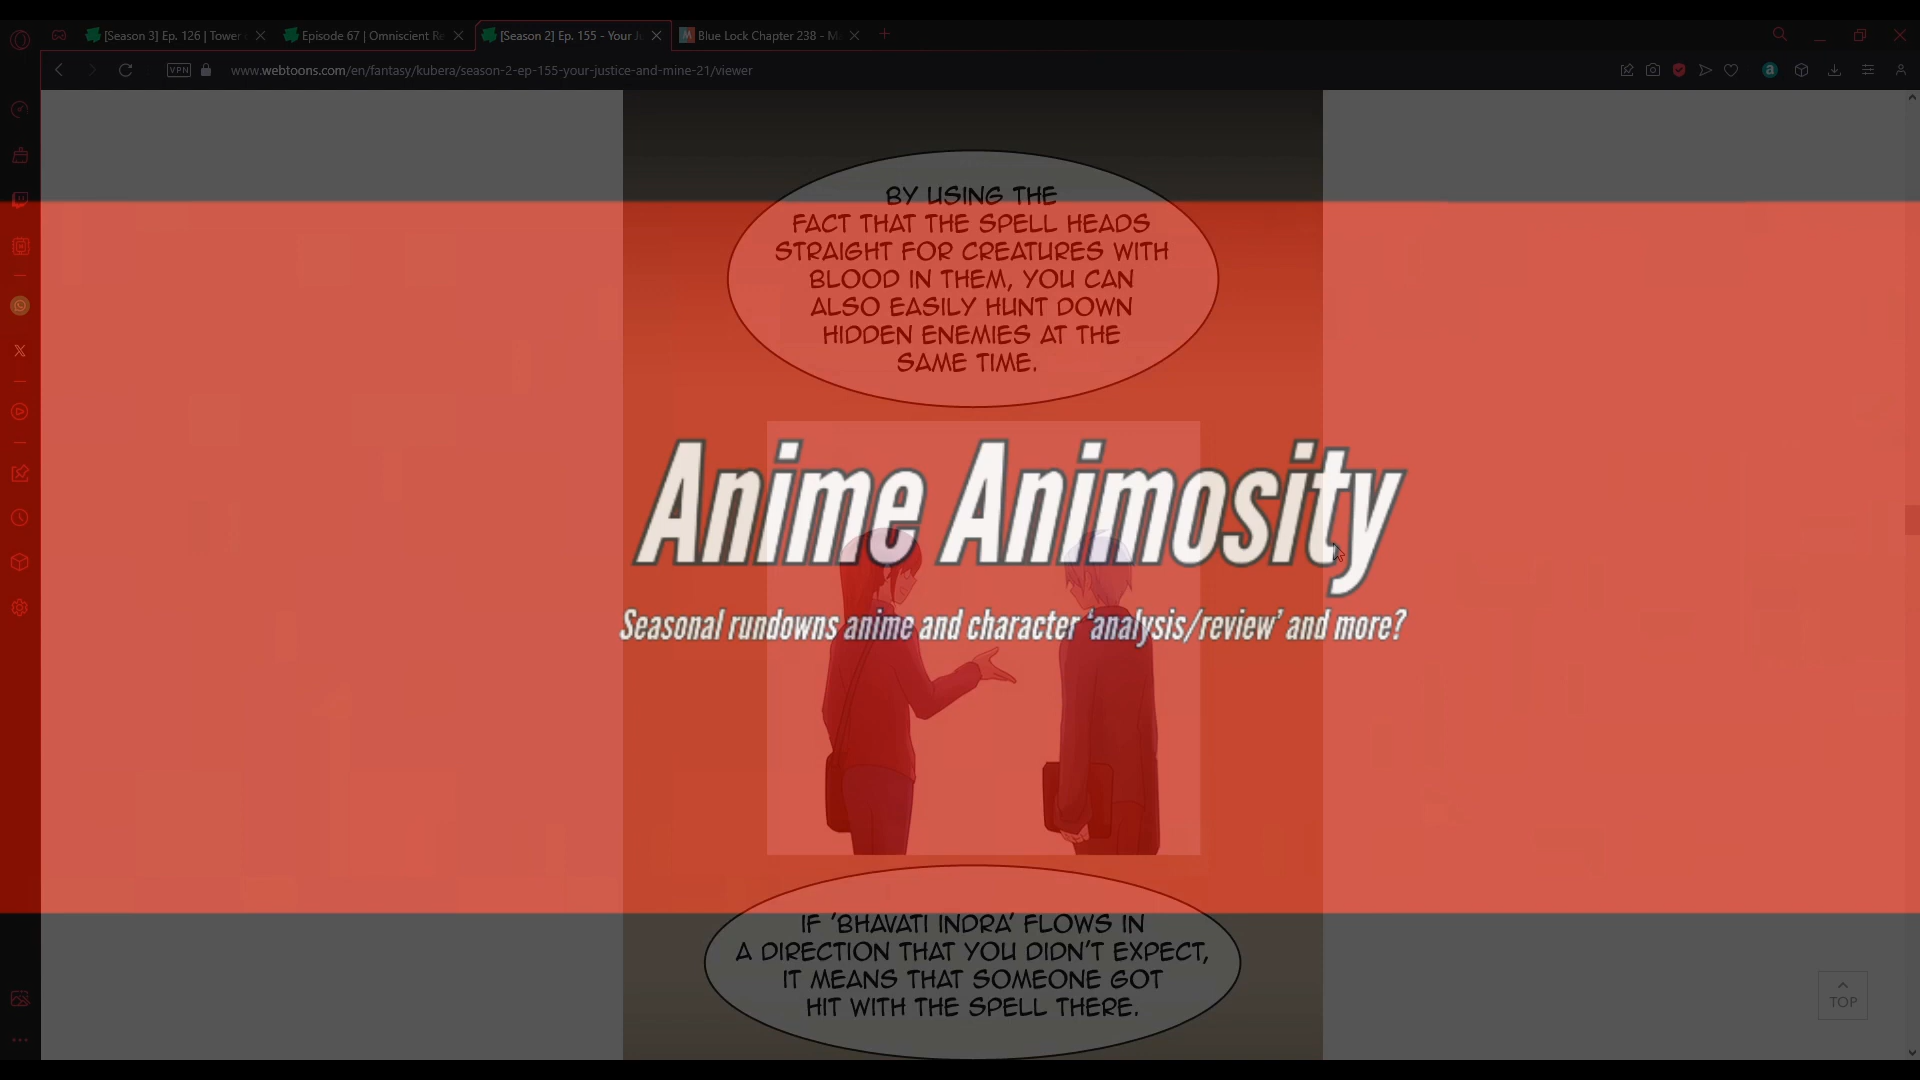 [Season 3] Ep. 126 | Tower
Episode 67 | Omniscient Re
[Season 2] Ep. 155 - Your Ju
Blue Lock Chapter 238 - M
VPN
www.webtoons.com/en/fantasy/kubera/season-2-ep-155-your-justice-and-mine-21/viewer
BY USING THE
FACT THAT THE SPELL HEADS
STRAIGHT FOR CREATURES WITH
BLOOD IN THEM, YOU CAN
ALSO EASILY HUNT DOWN
HIDDEN ENEMIES AT THE
SAME TIME.
Anime Animosity
Seasonal rundowns anime and character 'analysis/review' and more?
IF 'BHAVATI INDRA' FLOWS IN
A DIRECTION THAT YOU DIDN'T EXPECT,
IT MEANS THAT SOMEONE GOT
HIT WITH THE SPELL THERE.
TOP